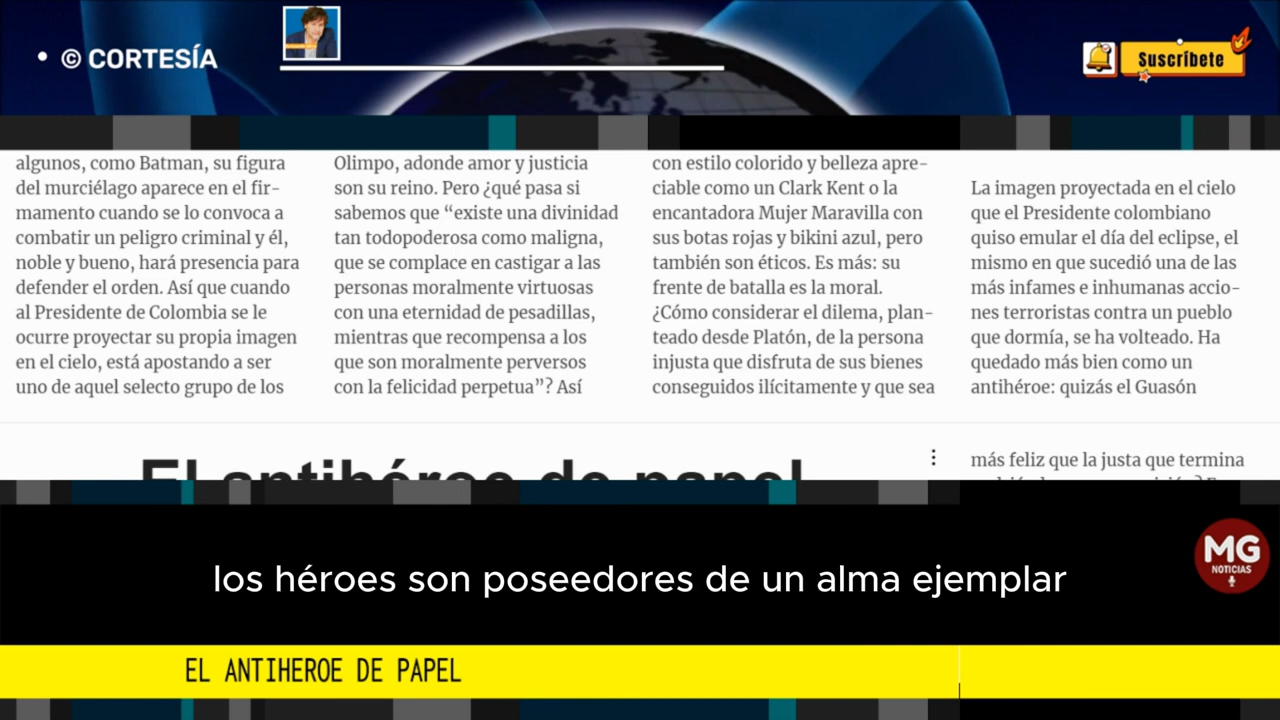 • © CORTESÍA
Suscríbete
algunos, como Batman, su figura
del murciélago aparece en el fir-
mamento cuando se lo convoca a
combatir un peligro criminal y él,
noble y bueno, hará presencia para
defender el orden. Así que cuando
al Presidente de Colombia se le
ocurre proyectar su propia imagen
en el cielo, está apostando a ser
uno de aquel selecto grupo de los
Olimpo, adonde amor y justicia
son su reino. Pero ¿qué pasa si
sabemos que “existe una divinidad
tan todopoderosa como maligna,
que se complace en castigar a las
personas moralmente virtuosas
con una eternidad de pesadillas,
mientras que recompensa a los
que son moralmente perversos
con la felicidad perpetua”? Así
con estilo colorido y belleza apre-
ciable como un Clark Kent o la
encantadora Mujer Maravilla con
sus botas rojas y bikini azul, pero
también son éticos. Es más: su
frente de batalla es la moral.
¿Cómo considerar el dilema, plan-
teado desde Platón, de la persona
injusta que disfruta de sus bienes
conseguidos ilícitamente y que sea
La imagen proyectada en el cielo
que el Presidente colombiano
quiso emular el día del eclipse, el
mismo en que sucedió una de las
más infames e inhumanas accio-
nes terroristas contra un pueblo
que dormía, se ha volteado. Ha
quedado más bien como un
antihéroe: quizás el Guasón
El antihéroe de papel
más feliz que la justa que termina
los héroes son poseedores de un alma ejemplar
MG
NOTICIAS
EL ANTIHEROE DE PAPEL